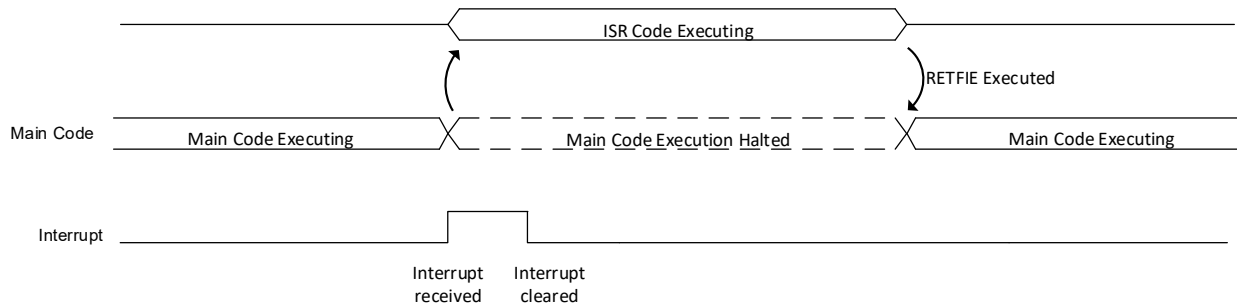 ISR Code Executing
RETFIE Executed
Main Code
Main Code Executing
Main Code Execution Halted
Main Code Executing
Interrupt
Interrupt
received
Interrupt
cleared